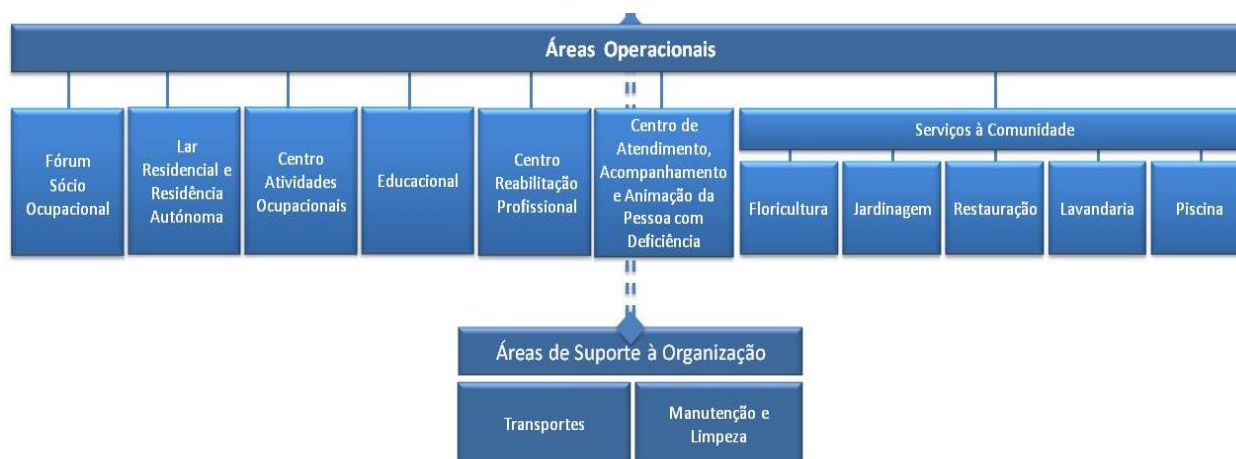 Áreas Operacionais
Fórum
Sócio
Ocupacional
Lar
Residencial e
Residência
Autónoma
Centro
Atividades
Ocupacionais
Educacional
Centro
Reabilitação
Profissional
Centro de
Atendimento,
Acompanhamento
e Animação da
Pessoa com
Deficiência
Serviços à Comunidade
Floricultura
Jardinagem
Restauração
Lavandaria
Piscina
Áreas de Suporte à Organização
Transportes
Manutenção e
Limpeza